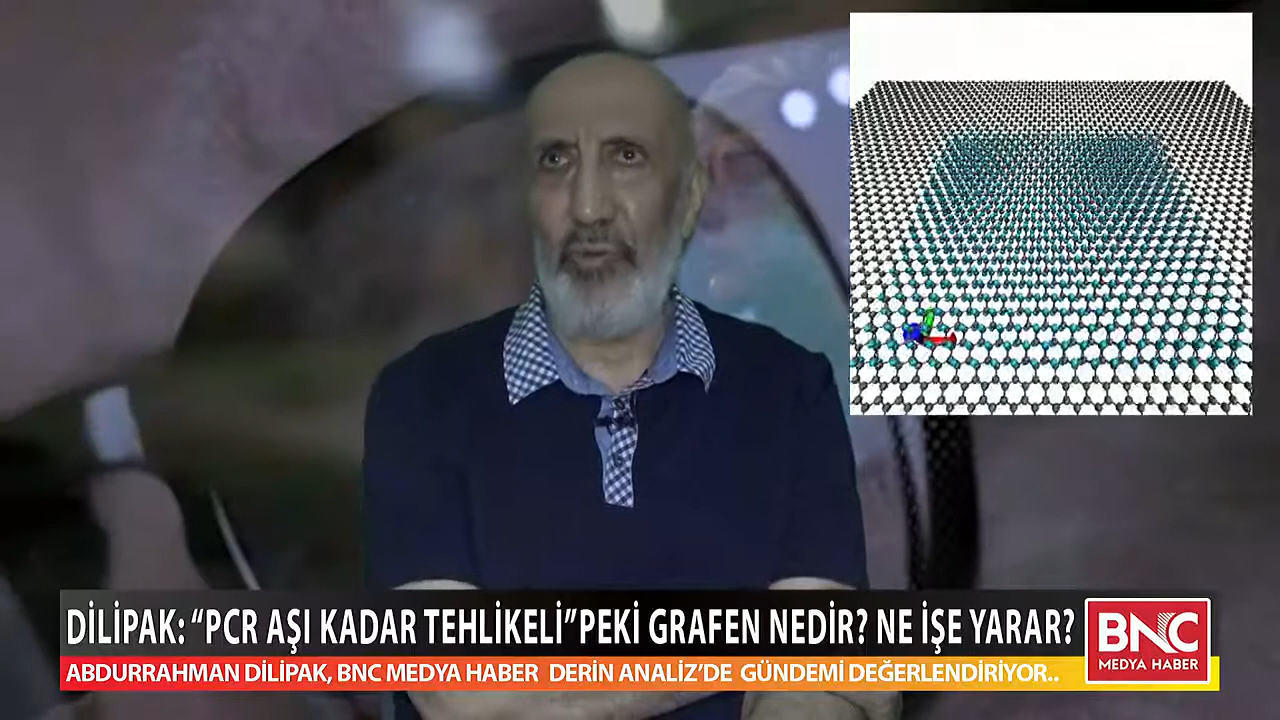 DİLİPAK: “PCR AŞI KADAR TEHLİKELİ”PEKİ GRAFEN NEDİR? NE İŞE YARAR?
ABDURRAHMAN DİLİPAK, BNC MEDYA HABER DERİN ANALİZ’DE GÜNDEMİ DEĞERLENDİRİYOR..
BNC
MEDYA HABER